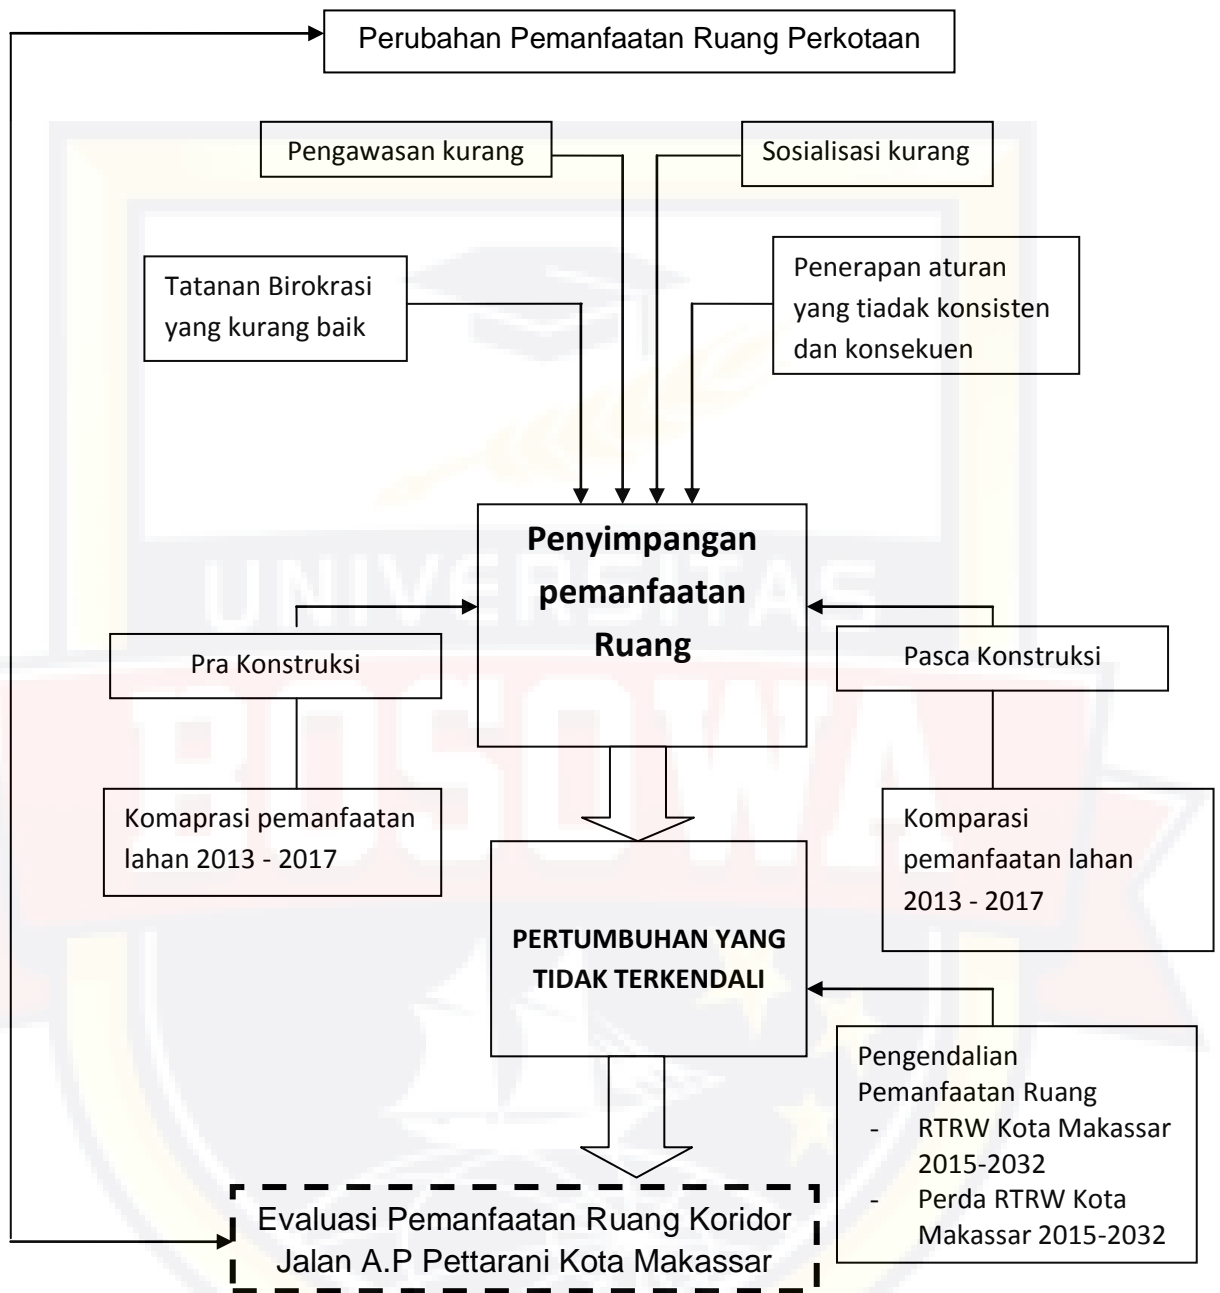 Perubahan Pemanfaatan Ruang Perkotaan
Pengawasan kurang
Sosialisasi kurang
Tatanan Birokrasi
yang kurang baik
Penerapan aturan
yang tiadak konsisten
dan konsekuen
Penyimpangan
pemanfaatan
Ruang
UNIVERSITAS
BOSOWA
Pra Konstruksi
Pasca Konstruksi
Komaprasi pemanfaatan
lahan 2013 - 2017
Komparasi
pemanfaatan lahan
2013 - 2017
PERTUMBUHAN YANG
TIDAK TERKENDALI
Pengendalian
Pemanfaatan Ruang
- RTRW Kota Makassar
2015-2032
- Perda RTRW Kota
Makassar 2015-2032
Evaluasi Pemanfaatan Ruang Koridor
Jalan A.P Pettarani Kota Makassar